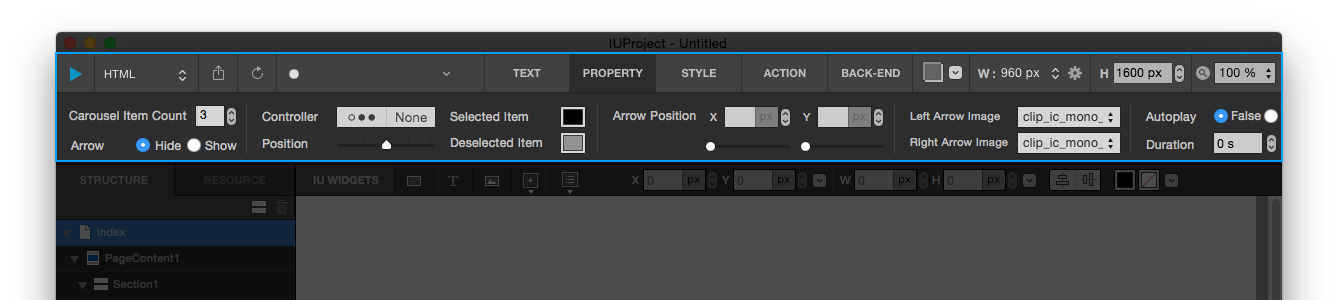 IUProject - Untitled
HTML TEXT PROPERTY STYLE ACTION BACK-END W: 960 px H 1600 px 100 %
Carousel Item Count 3 Controller None Selected Item Arrow Position X px Y px Left Arrow Image clip_ic_mono_ Autoplay False
Arrow Hide Show Position Deselected Item Right Arrow Image clip_ic_mono_ Duration 0 s
STRUCTURE RESOURCE IU WIDGETS T X 0 px Y 0 px W 0 px H 0 px
Index
PageContent1
Section1